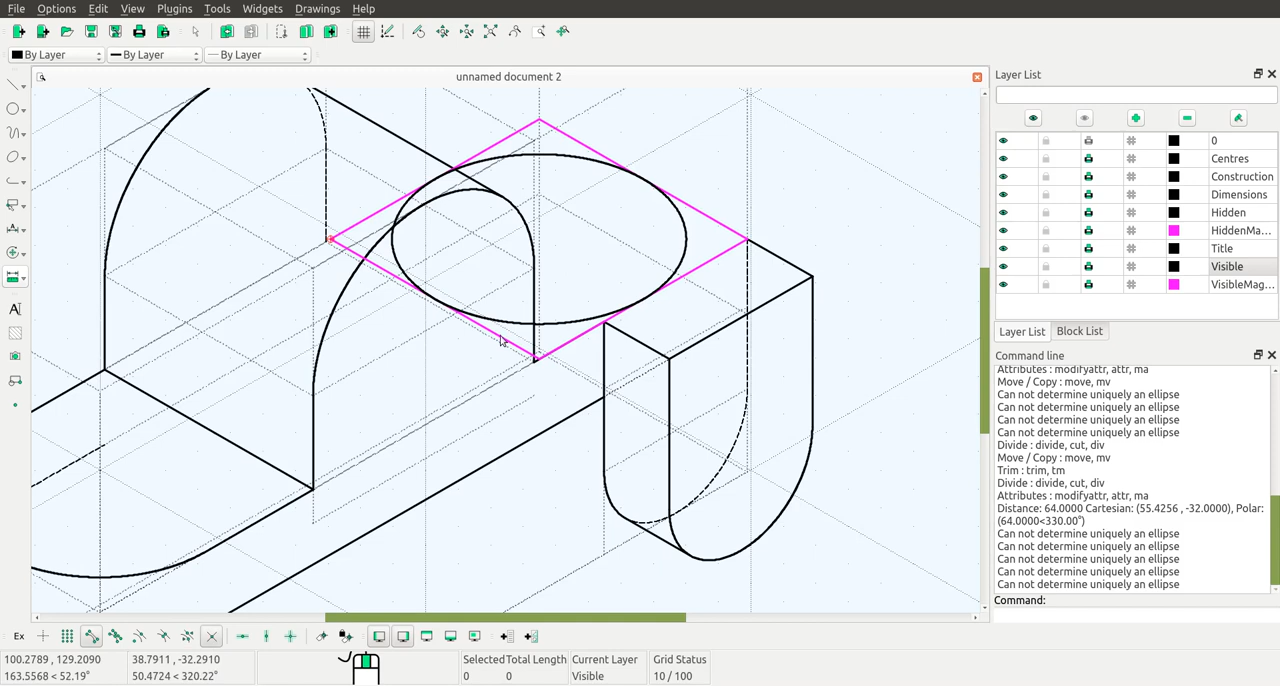 File Options Edit View Plugins Tools Widgets Drawings Help
By Layer By Layer By Layer
unnamed document 2
Layer List
0
Centres
Construction
Dimensions
Hidden
HiddenMa...
Title
Visible
VisibleMag...
Layer List Block List
Command line
Attributes : modifyattr, attr, ma
Move / Copy : move, mv
Can not determine uniquely an ellipse
Can not determine uniquely an ellipse
Can not determine uniquely an ellipse
Can not determine uniquely an ellipse
Divide : divide, cut, div
Move / Copy : move, mv
Trim : trim, tm
Divide : divide, cut, div
Attributes : modifyattr, attr, ma
Distance: 64.0000 Cartesian: (55.4256 , -32.0000), Polar:
(64.0000<330.00°)
Can not determine uniquely an ellipse
Can not determine uniquely an ellipse
Can not determine uniquely an ellipse
Can not determine uniquely an ellipse
Can not determine uniquely an ellipse
Command:
Ex
100.2789 , 129.2090 38.7911 , -32.2910 Selected Total Length Current Layer Grid Status
163.5568 < 52.19° 50.4724 < 320.22° 0 0 Visible 10 / 100